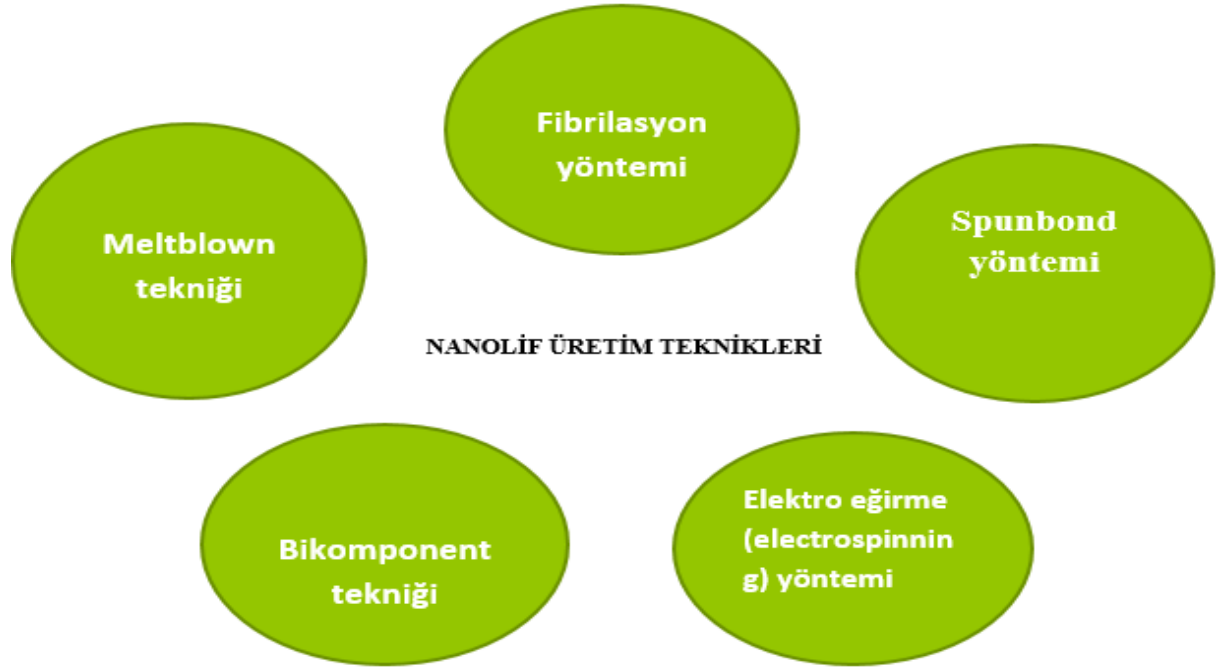 Fibrilasyon
yöntemi
Meltblown
tekniği
Spunbond
yöntemi
NANOLİF ÜRETİM TEKNİKLERİ
Bikomponent
tekniği
Elektro eğirme
(electrospinnin
g) yöntemi